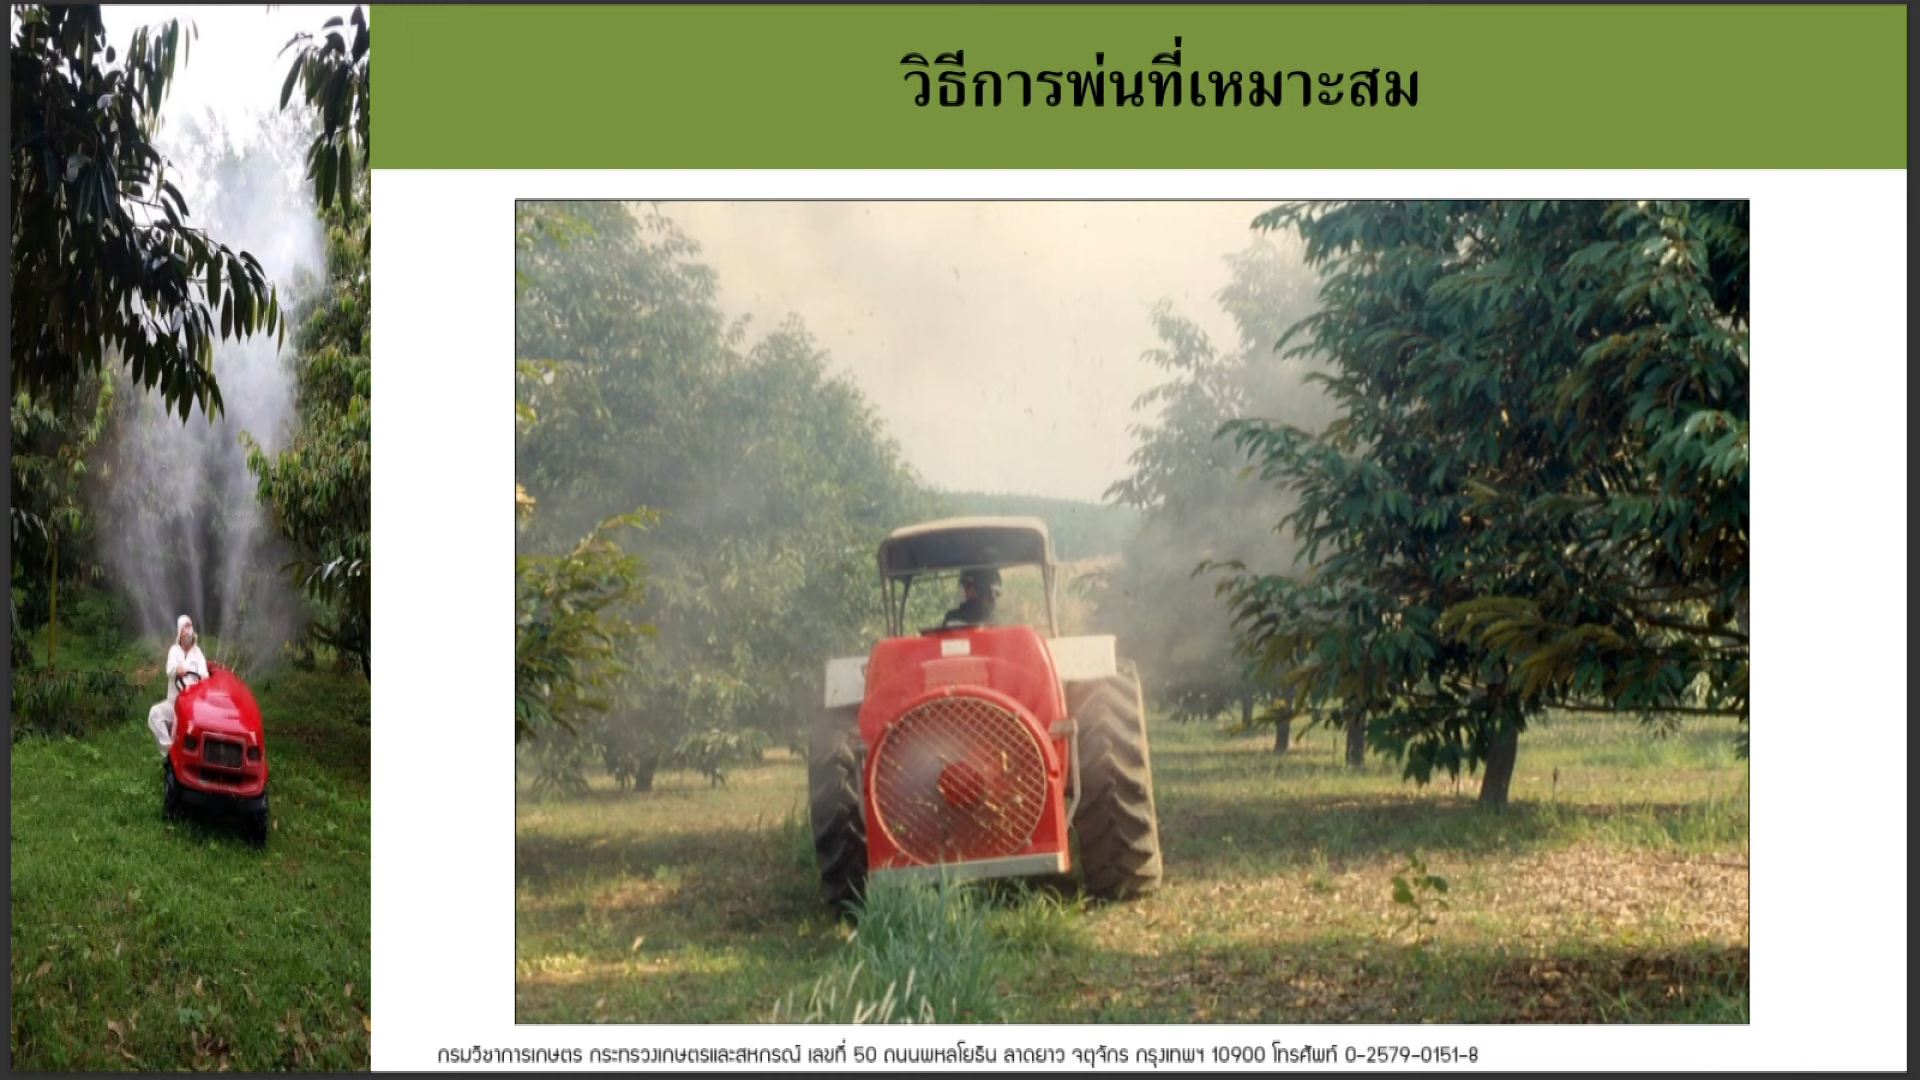 วิธีการพ่นที่เหมาะสม
กรมวิชาการเกษตร กระทรวงเกษตรและสหกรณ์ เลขที่ 50 ถนนพหลโยธิน ลาดยาว จตุจักร กรุงเทพฯ 10900 โทรศัพท์ 0-2579-0151-8